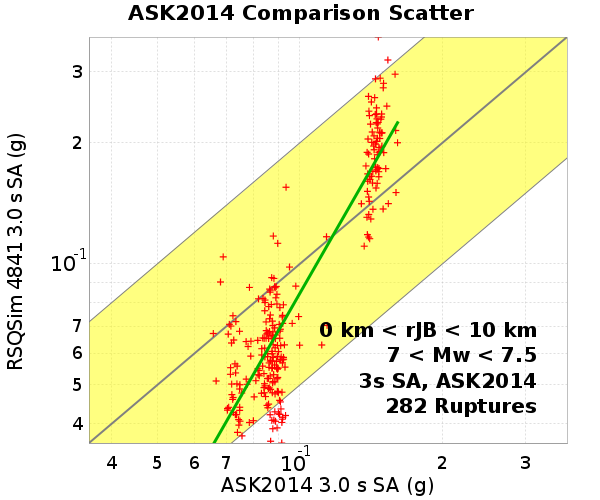 ASK2014 Comparison Scatter
RSQSim 4841 3.0 s SA (g)
3
2
10-1
7
6
5
4
0 km < rJB < 10 km
7 < Mw < 7.5
3s SA, ASK2014
282 Ruptures
4 5 6 7 10-1 2 3
ASK2014 3.0 s SA (g)